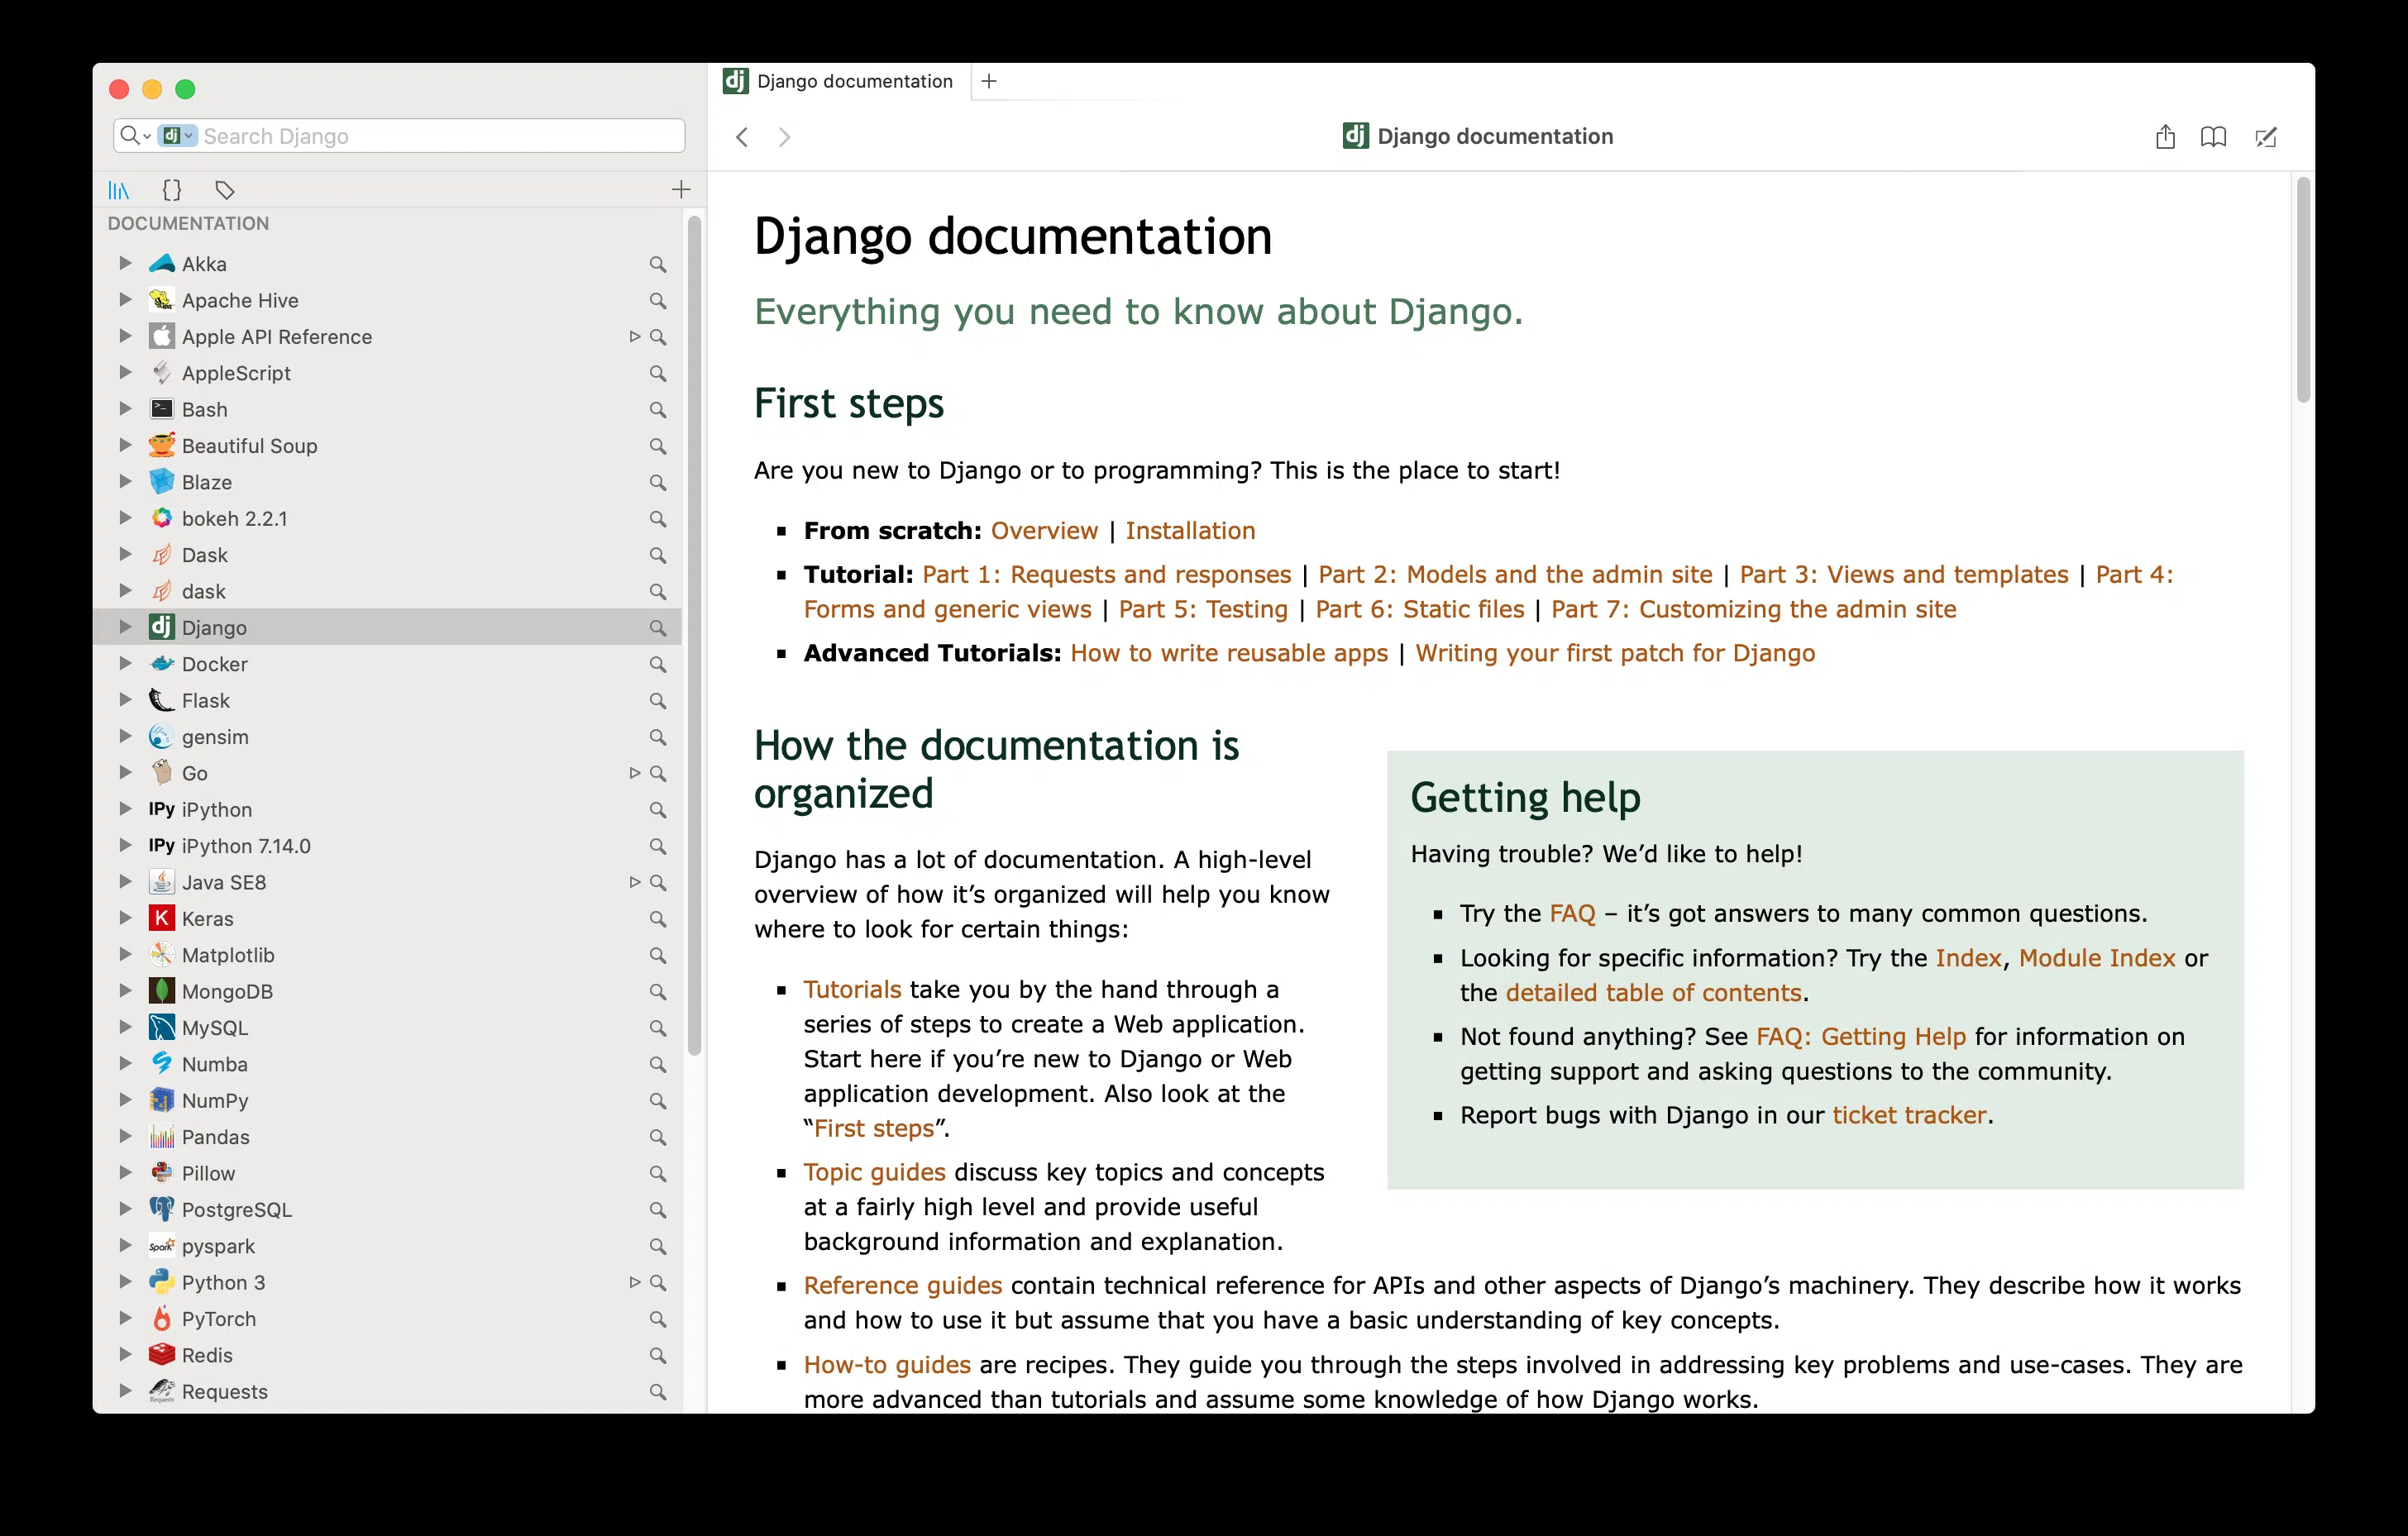 Django documentation
Search Django
Django documentation
DOCUMENTATION
Akka
Apache Hive
Apple API Reference
AppleScript
Bash
Beautiful Soup
Blaze
bokeh 2.2.1
Dask
dask
Django
Docker
Flask
gensim
Go
IPy iPython
IPy iPython 7.14.0
Java SE8
K Keras
Matplotlib
MongoDB
MySQL
Numba
NumPy
Pandas
Pillow
PostgreSQL
Spark pyspark
Python 3
PyTorch
Redis
Requests Requests
Django documentation
Everything you need to know about Django.
First steps
Are you new to Django or to programming? This is the place to start!
From scratch: Overview | Installation
Tutorial: Part 1: Requests and responses | Part 2: Models and the admin site | Part 3: Views and templates | Part 4:
Forms and generic views | Part 5: Testing | Part 6: Static files | Part 7: Customizing the admin site
Advanced Tutorials: How to write reusable apps | Writing your first patch for Django
How the documentation is
organized
Django has a lot of documentation. A high-level
overview of how it’s organized will help you know
where to look for certain things:
Tutorials take you by the hand through a
series of steps to create a Web application.
Start here if you’re new to Django or Web
application development. Also look at the
“First steps”.
Topic guides discuss key topics and concepts
at a fairly high level and provide useful
background information and explanation.
Reference guides contain technical reference for APIs and other aspects of Django’s machinery. They describe how it works
and how to use it but assume that you have a basic understanding of key concepts.
How-to guides are recipes. They guide you through the steps involved in addressing key problems and use-cases. They are
more advanced than tutorials and assume some knowledge of how Django works.
Getting help
Having trouble? We’d like to help!
Try the FAQ – it’s got answers to many common questions.
Looking for specific information? Try the Index, Module Index or
the detailed table of contents.
Not found anything? See FAQ: Getting Help for information on
getting support and asking questions to the community.
Report bugs with Django in our ticket tracker.